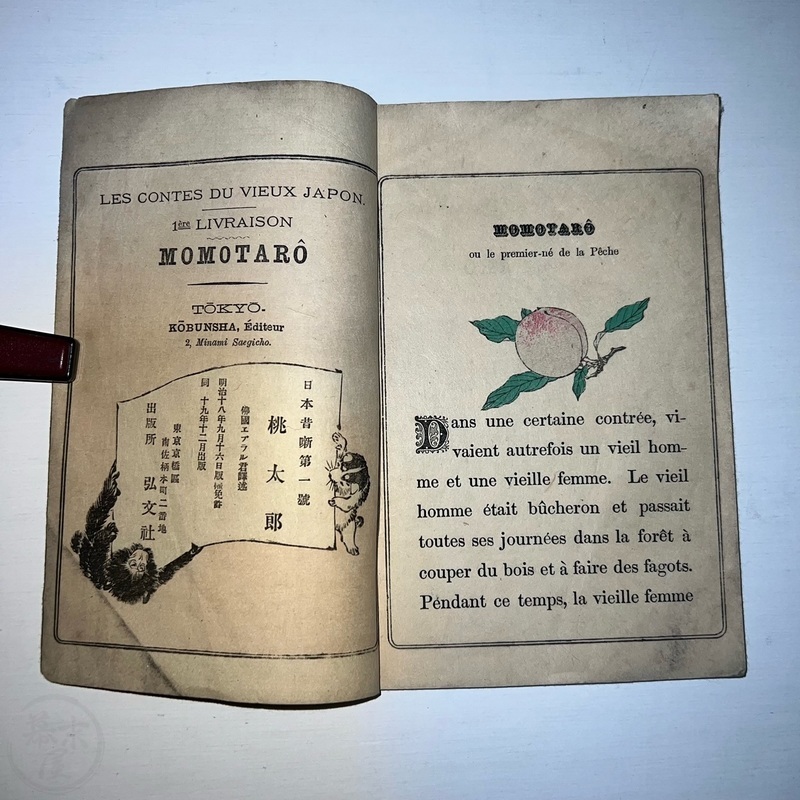 LES CONTES DU VIEUX JAPON.
1ère LIVRAISON
MOMOTARÔ
TŌKYŌ-
KŌBUNSHA, Éditeur
2, Minami Saegicho.
日本昔噺第一號
桃太郎
佛國エブラル君譯述
明治十八年九月十六日版權免許
同 十九年十二月出版
東京京橋區
南佐柄木町二番地
出版所 弘文社
MOMOTARÔ
ou le premier-né de la Pêche
Dans une certaine contrée, vi-
vaient autrefois un vieil hom-
me et une vieille femme. Le vieil
homme était bûcheron et passait
toutes ses journées dans la forêt à
couper du bois et à faire des fagots.
Pendant ce temps, la vieille femme